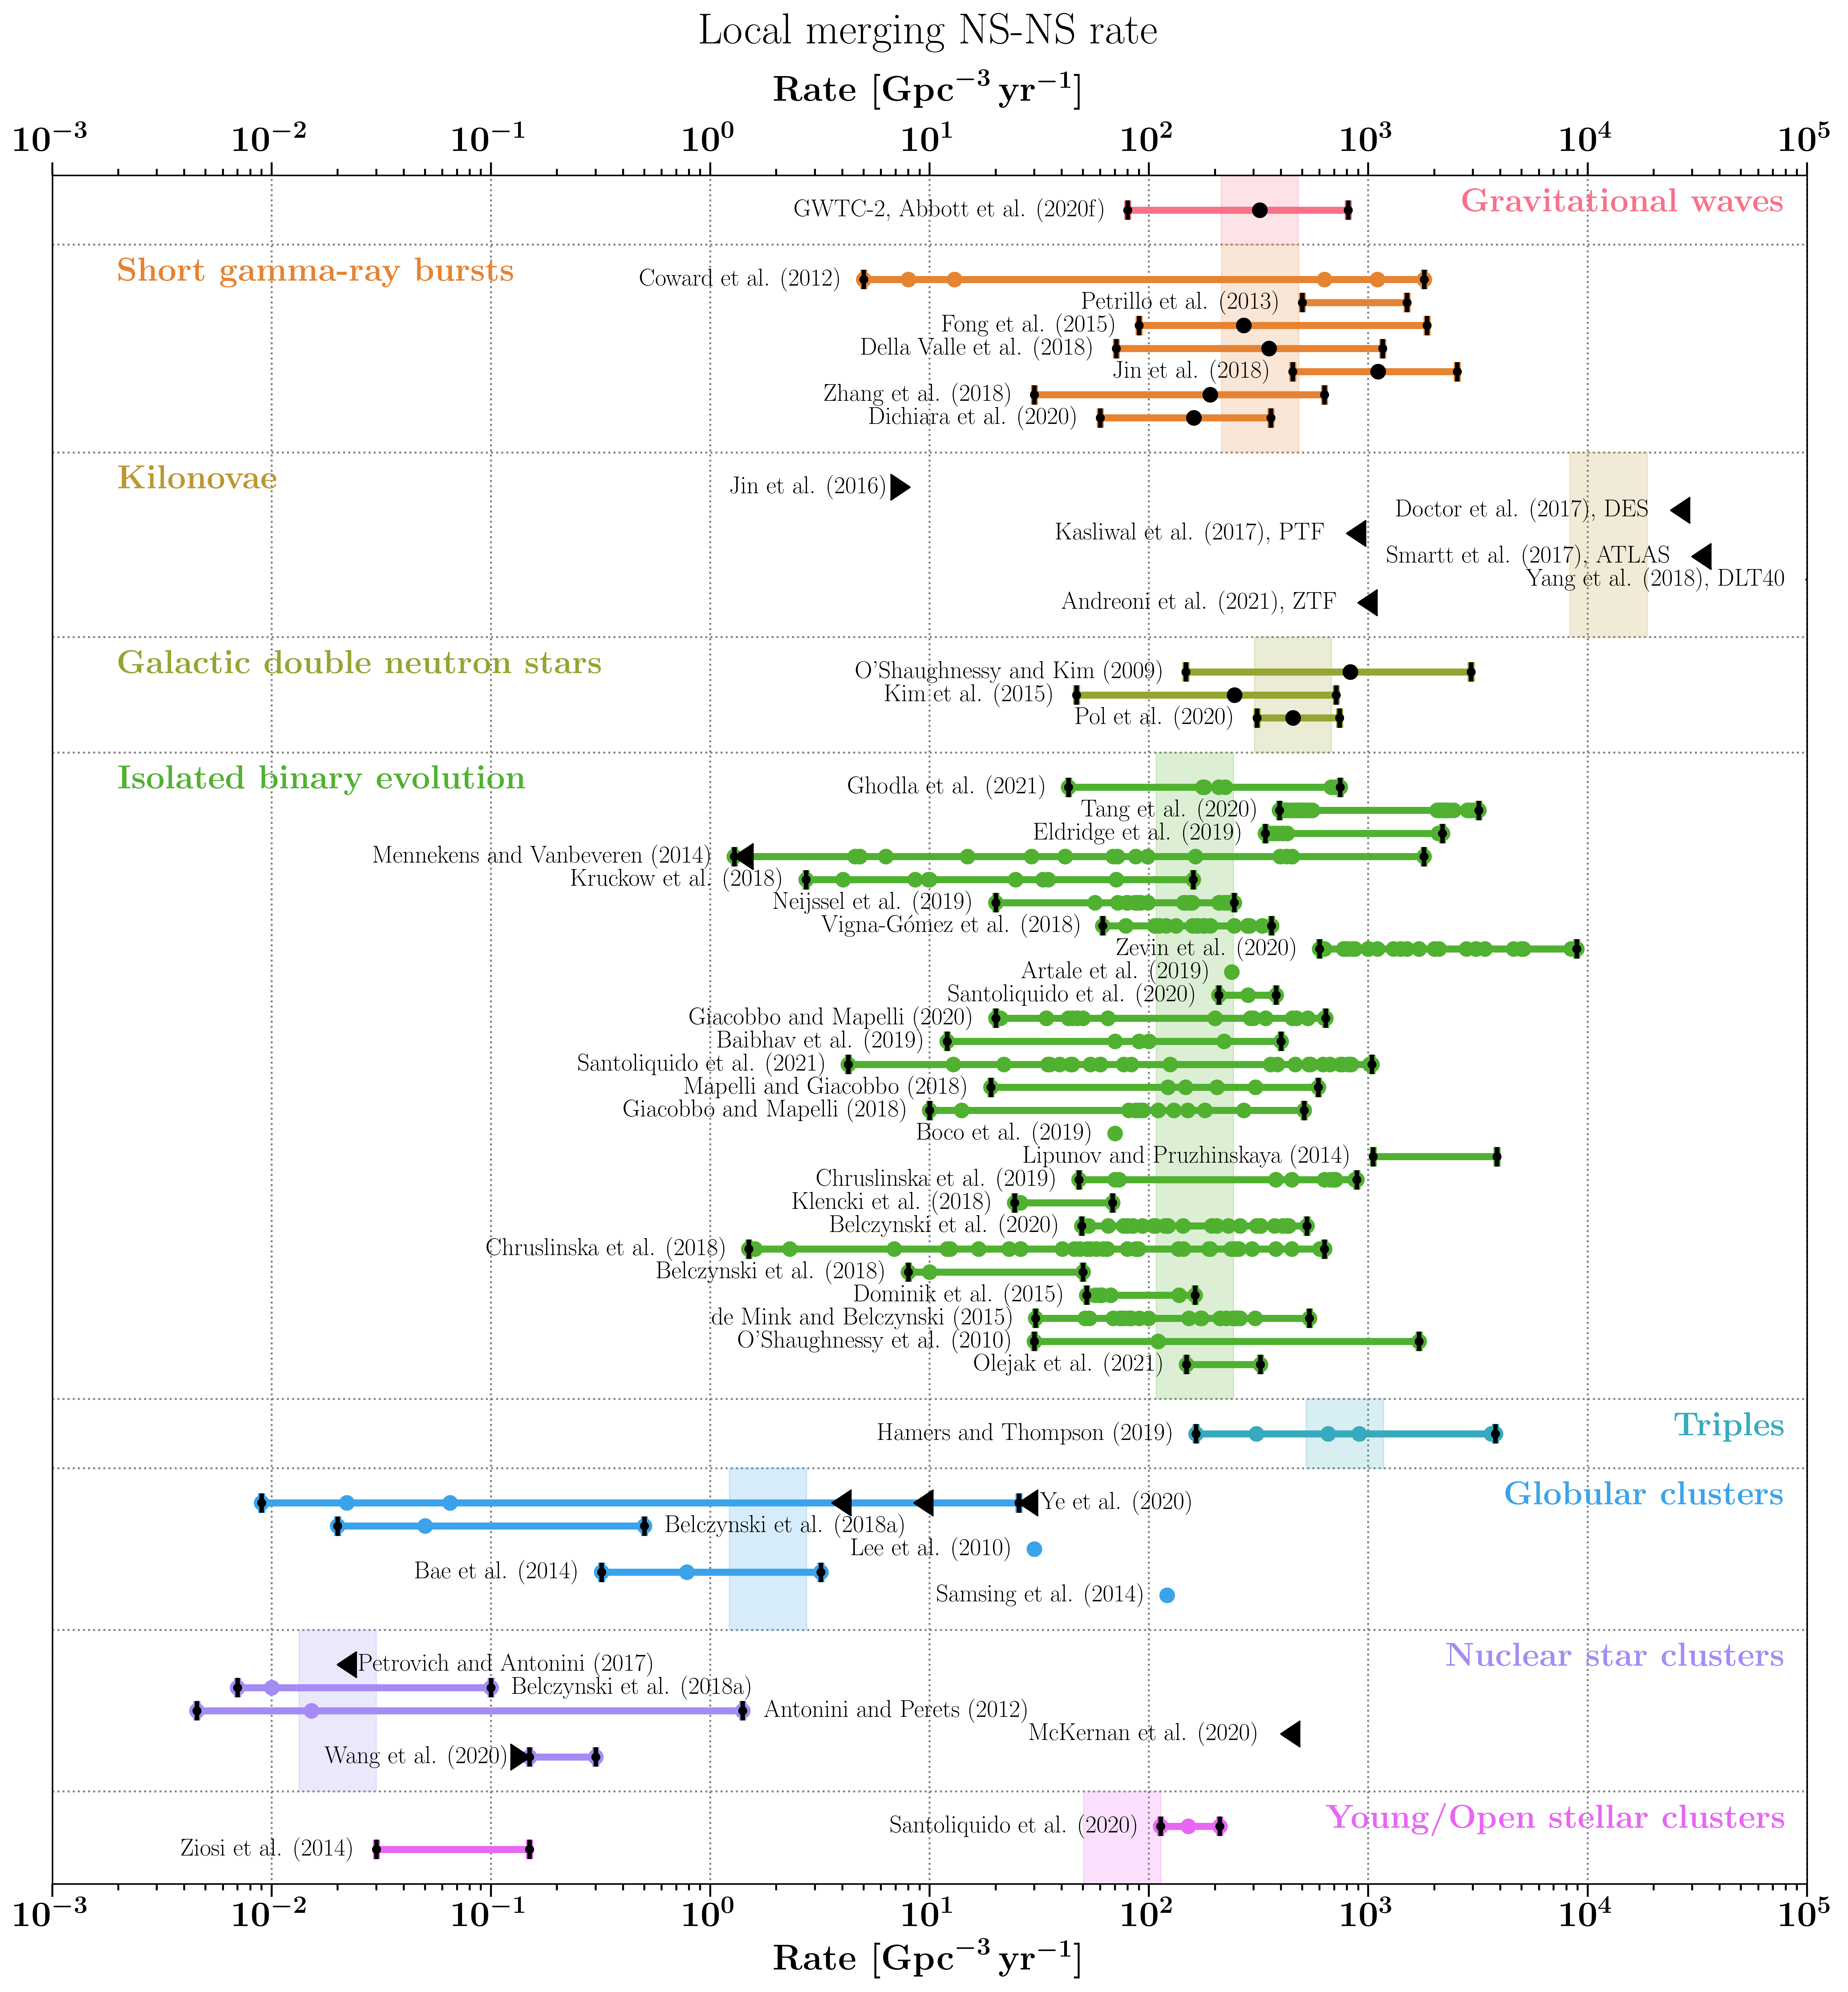 Local merging NS-NS rate
Rate [Gpc⁻³ yr⁻¹]
10⁻³ 10⁻² 10⁻¹ 10⁰ 10¹ 10² 10³ 10⁴ 10⁵
Gravitational waves
GWTC-2, Abbott et al. (2020f)
Short gamma-ray bursts
Coward et al. (2012)
Petrillo et al. (2013)
Fong et al. (2015)
Della Valle et al. (2018)
Jin et al. (2018)
Zhang et al. (2018)
Dichiara et al. (2020)
Kilonovae
Jin et al. (2016)
Doctor et al. (2017), DES
Kasliwal et al. (2017), PTF
Smartt et al. (2017), ATLAS
Yang et al. (2018), DLT40
Andreoni et al. (2021), ZTF
Galactic double neutron stars
O'Shaughnessy and Kim (2009)
Kim et al. (2015)
Pol et al. (2020)
Isolated binary evolution
Ghodla et al. (2021)
Tang et al. (2020)
Eldridge et al. (2019)
Mennekens and Vanbeveren (2014)
Kruckow et al. (2018)
Neijssel et al. (2019)
Vigna-Gómez et al. (2018)
Zevin et al. (2020)
Artale et al. (2019)
Santoliquido et al. (2020)
Giacobbo and Mapelli (2020)
Baibhav et al. (2019)
Santoliquido et al. (2021)
Mapelli and Giacobbo (2018)
Giacobbo and Mapelli (2018)
Boco et al. (2019)
Lipunov and Pruzhinskaya (2014)
Chruslinska et al. (2019)
Klencki et al. (2018)
Belczynski et al. (2020)
Chruslinska et al. (2018)
Belczynski et al. (2018)
Dominik et al. (2015)
de Mink and Belczynski (2015)
O'Shaughnessy et al. (2010)
Olejak et al. (2021)
Triples
Hamers and Thompson (2019)
Globular clusters
Ye et al. (2020)
Belczynski et al. (2018a)
Lee et al. (2010)
Bae et al. (2014)
Samsing et al. (2014)
Nuclear star clusters
Petrovich and Antonini (2017)
Belczynski et al. (2018a)
Antonini and Perets (2012)
McKernan et al. (2020)
Wang et al. (2020)
Young/Open stellar clusters
Santoliquido et al. (2020)
Ziosi et al. (2014)
10⁻³ 10⁻² 10⁻¹ 10⁰ 10¹ 10² 10³ 10⁴ 10⁵
Rate [Gpc⁻³ yr⁻¹]